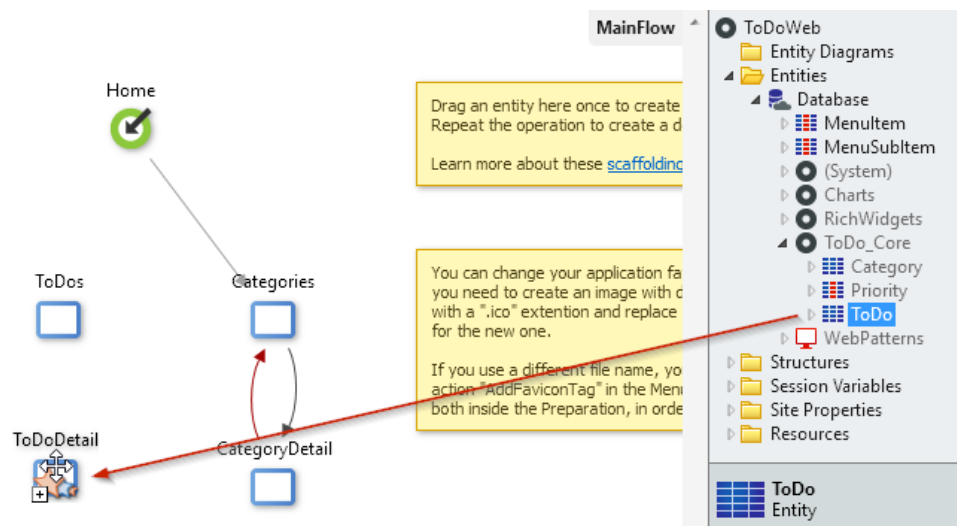 MainFlow
Home
Drag an entity here once to create
Repeat the operation to create a d
Learn more about these scaffolding
ToDos
Categories
You can change your application fa
you need to create an image with d
with a ".ico" extention and replace
for the new one.
If you use a different file name, you
action "AddFaviconTag" in the Menu
both inside the Preparation, in orde
ToDoDetail
CategoryDetail
ToDoWeb
Entity Diagrams
Entities
Database
MenuItem
MenuSubItem
(System)
Charts
RichWidgets
ToDo_Core
Category
Priority
ToDo
WebPatterns
Structures
Session Variables
Site Properties
Resources
ToDo
Entity